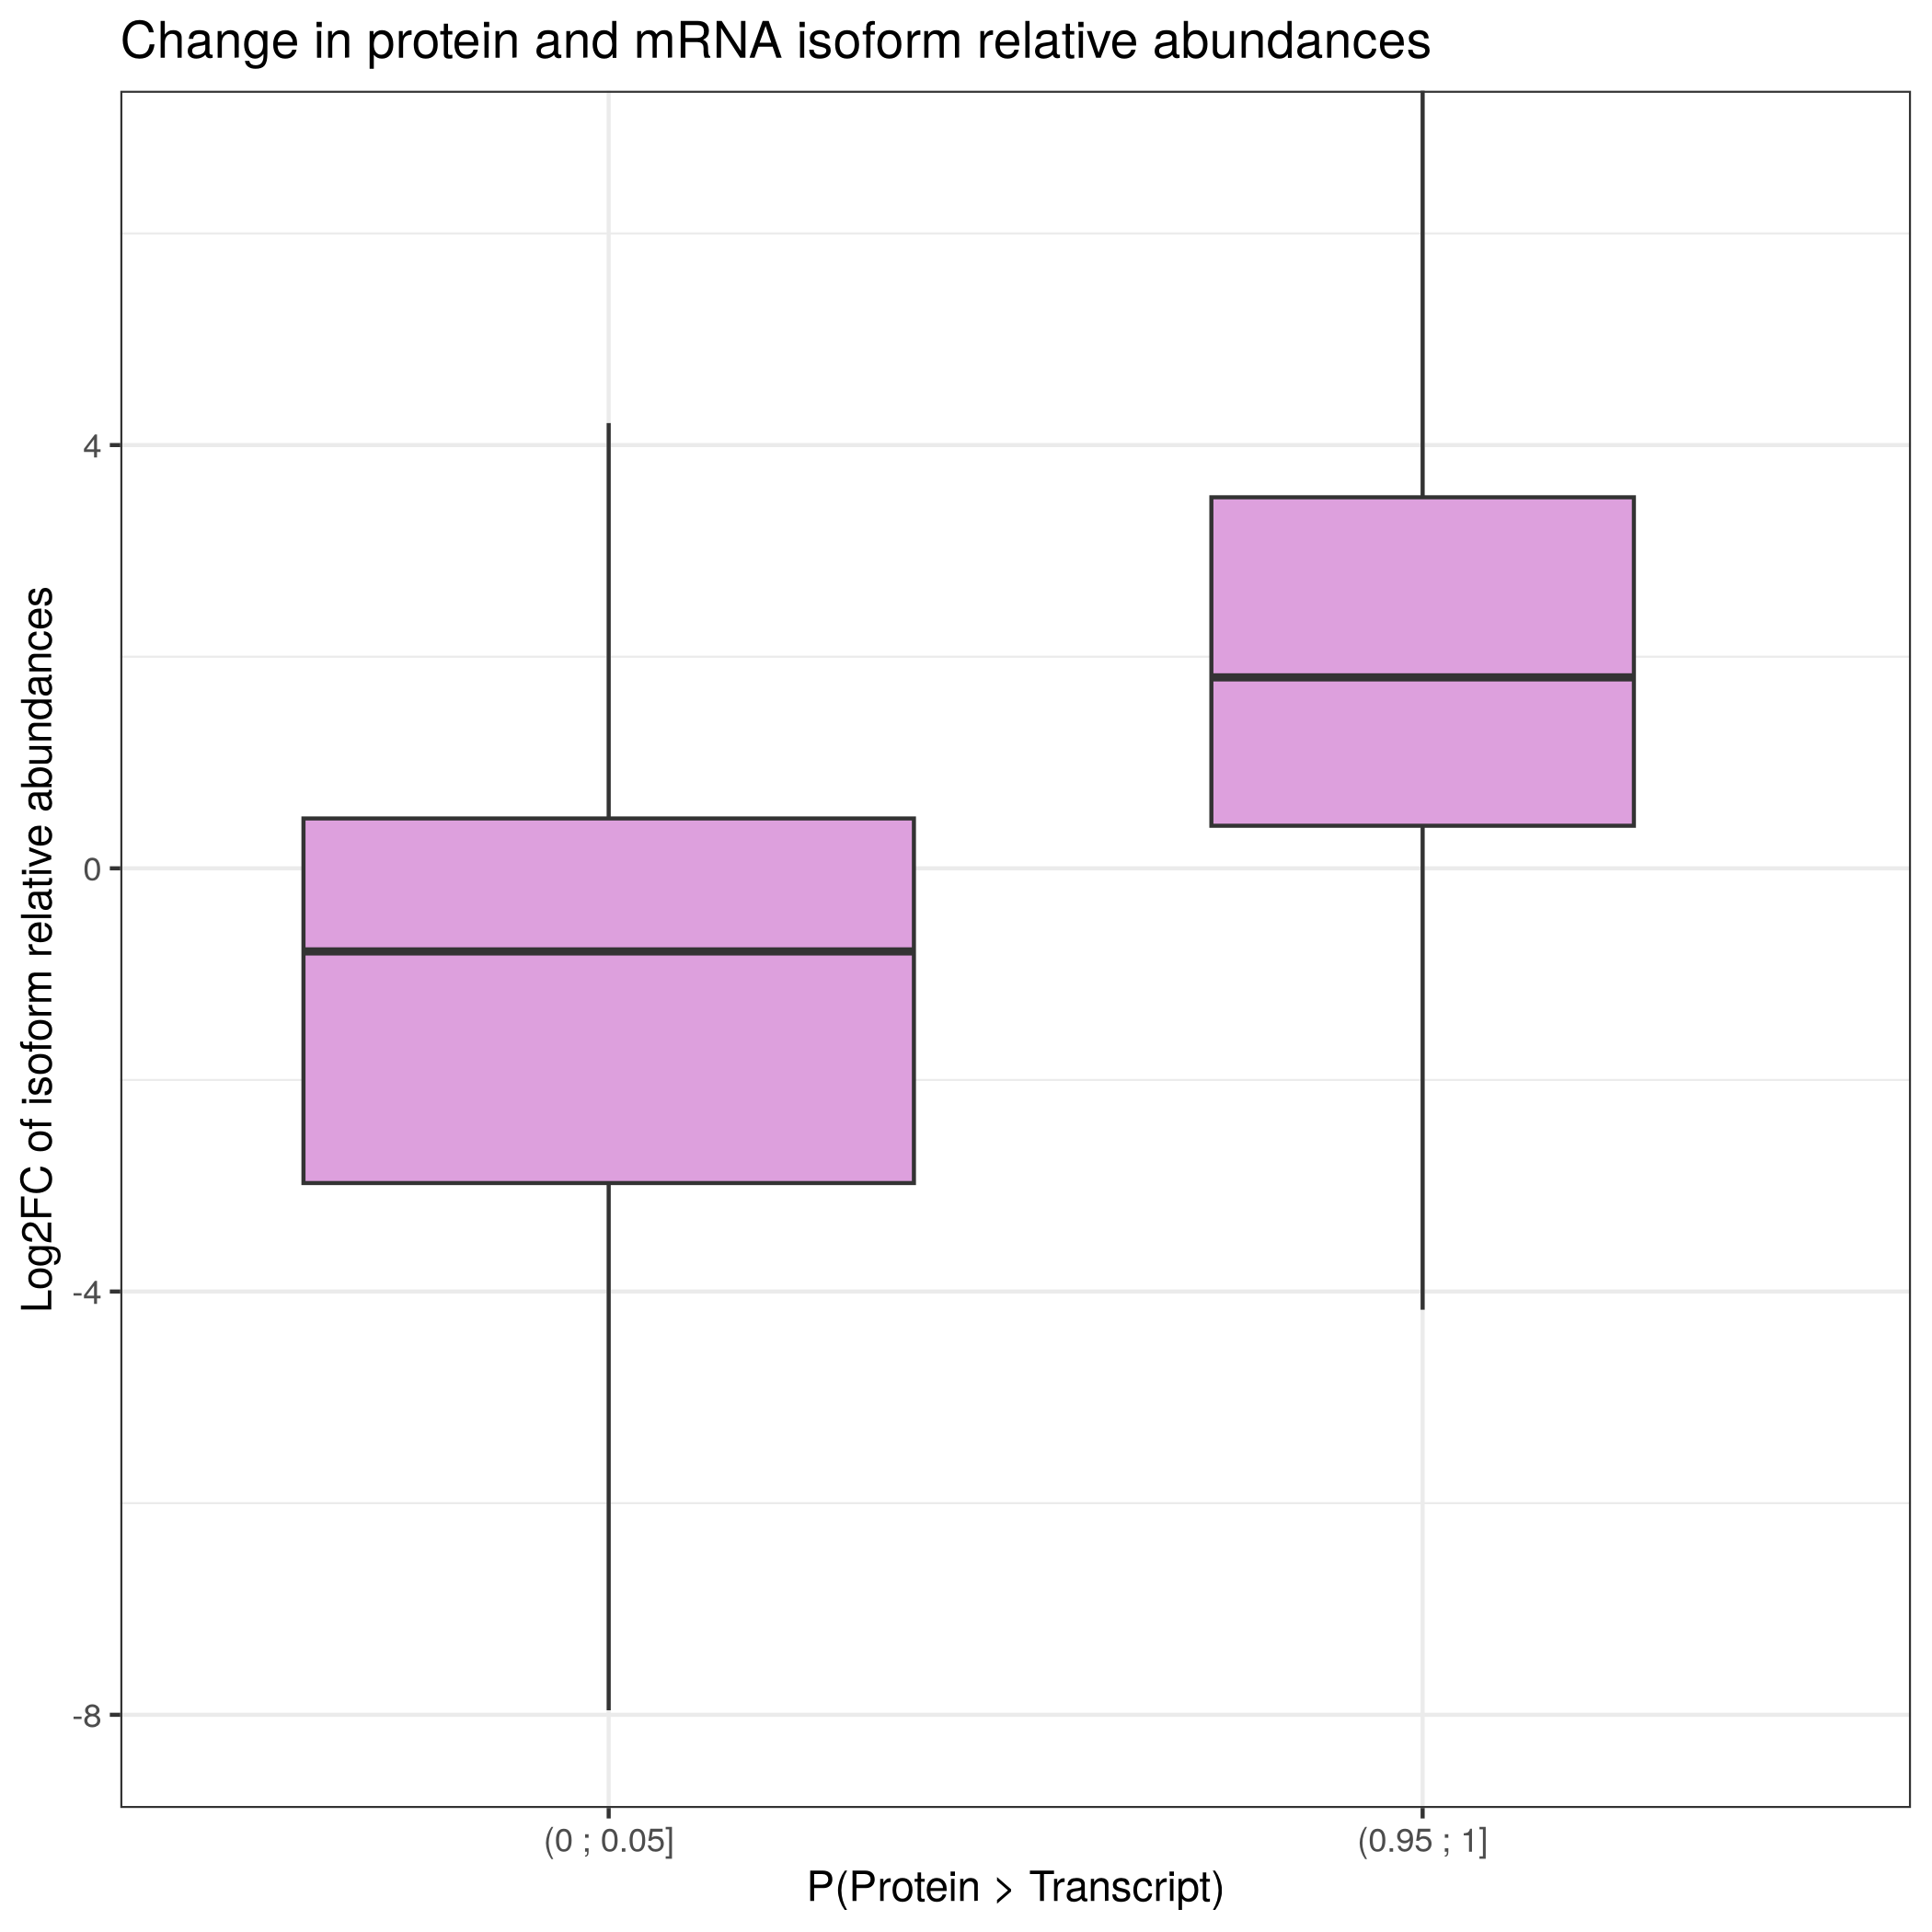 Change in protein and mRNA isoform relative abundances
Log2FC of isoform relative abundances
4
0
-4
-8
(0 ; 0.05]
(0.95 ; 1]
P(Protein > Transcript)